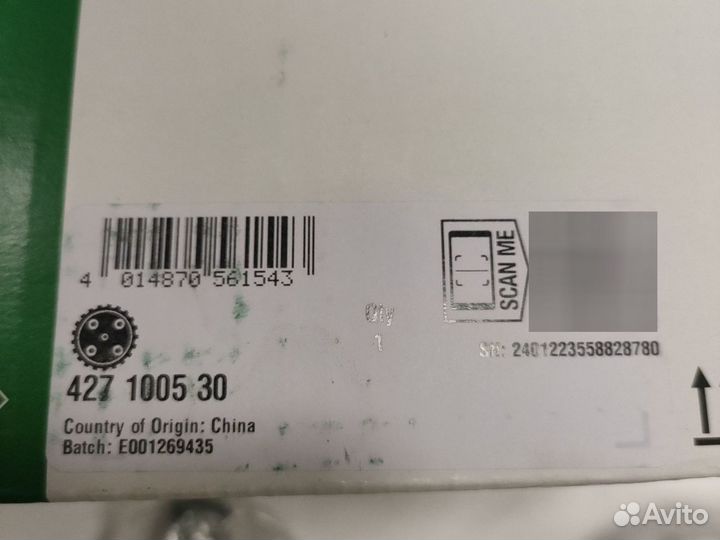 4 014870 561543
SCAN ME
Qty
1
SN: 2401223558828780
427 1005 30
Country of Origin: China
Batch: E001269435
Avito